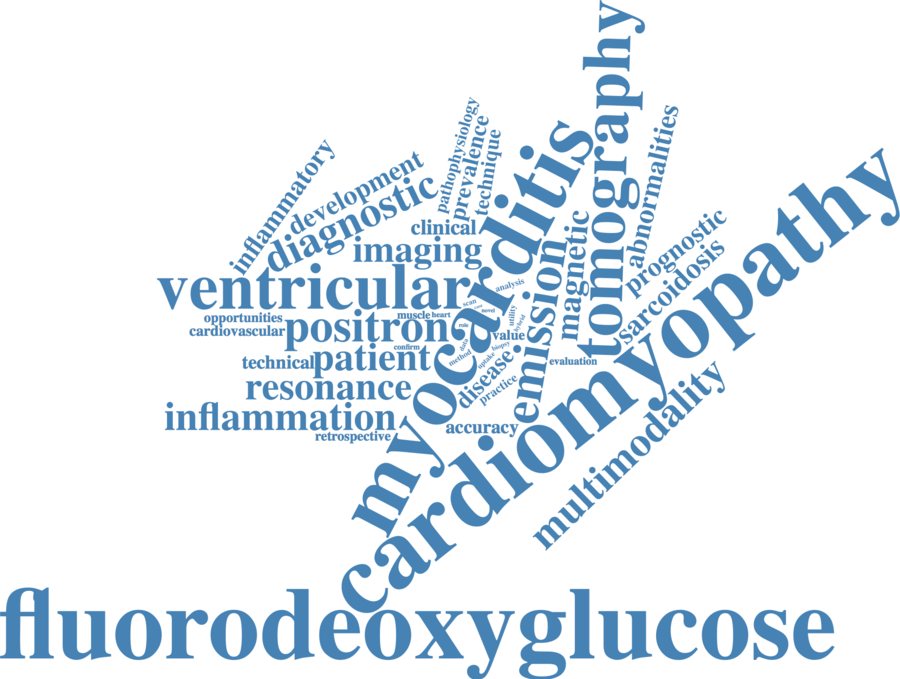 tomography
pathophysiology
prevalence
technique
abnormalities
inflammatory
development
diagnostic
myocarditis
cardiomyopathy
clinical
imaging
magnetic
prognostic
sarcoidosis
emission
ventricular
analysis
scan
novel
opportunities
muscle
heart
utility
cardiovascular
positron
role
value
data
confirm
biopsy
technical
patient
method
uptake
disease
evaluation
resonance
practice
inflammation
accuracy
retrospective
multimodality
fluorodeoxyglucose